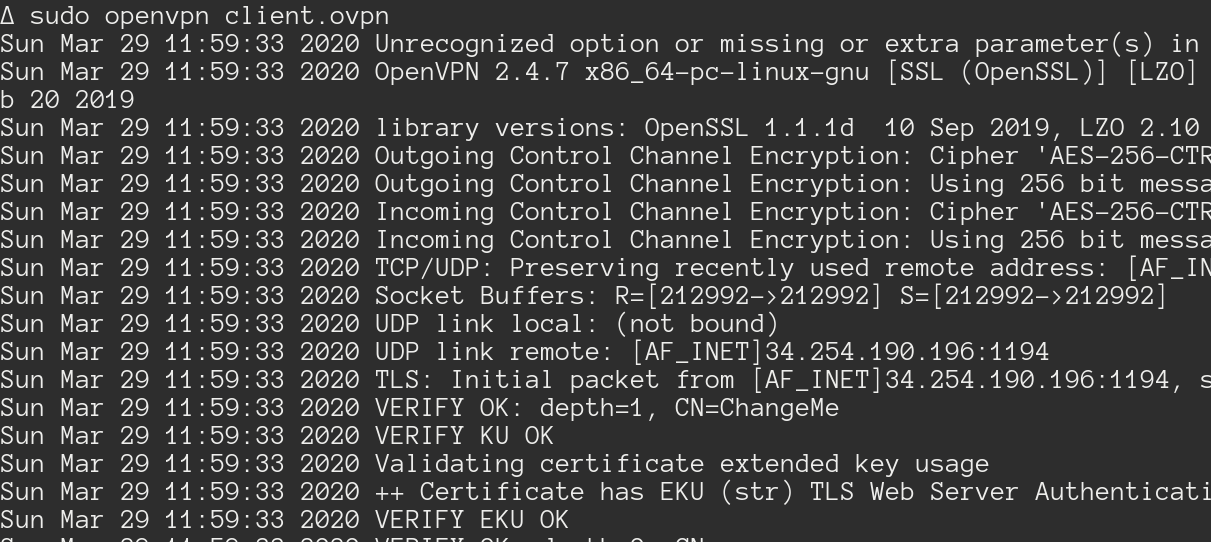 Δ sudo openvpn client.ovpn
Sun Mar 29 11:59:33 2020 Unrecognized option or missing or extra parameter(s) in
Sun Mar 29 11:59:33 2020 OpenVPN 2.4.7 x86_64-pc-linux-gnu [SSL (OpenSSL)] [LZO]
b 20 2019
Sun Mar 29 11:59:33 2020 library versions: OpenSSL 1.1.1d  10 Sep 2019, LZO 2.10
Sun Mar 29 11:59:33 2020 Outgoing Control Channel Encryption: Cipher 'AES-256-CTR
Sun Mar 29 11:59:33 2020 Outgoing Control Channel Encryption: Using 256 bit messa
Sun Mar 29 11:59:33 2020 Incoming Control Channel Encryption: Cipher 'AES-256-CTR
Sun Mar 29 11:59:33 2020 Incoming Control Channel Encryption: Using 256 bit messa
Sun Mar 29 11:59:33 2020 TCP/UDP: Preserving recently used remote address: [AF_IN
Sun Mar 29 11:59:33 2020 Socket Buffers: R=[212992->212992] S=[212992->212992]
Sun Mar 29 11:59:33 2020 UDP link local: (not bound)
Sun Mar 29 11:59:33 2020 UDP link remote: [AF_INET]34.254.190.196:1194
Sun Mar 29 11:59:33 2020 TLS: Initial packet from [AF_INET]34.254.190.196:1194, s
Sun Mar 29 11:59:33 2020 VERIFY OK: depth=1, CN=ChangeMe
Sun Mar 29 11:59:33 2020 VERIFY KU OK
Sun Mar 29 11:59:33 2020 Validating certificate extended key usage
Sun Mar 29 11:59:33 2020 ++ Certificate has EKU (str) TLS Web Server Authenticati
Sun Mar 29 11:59:33 2020 VERIFY EKU OK